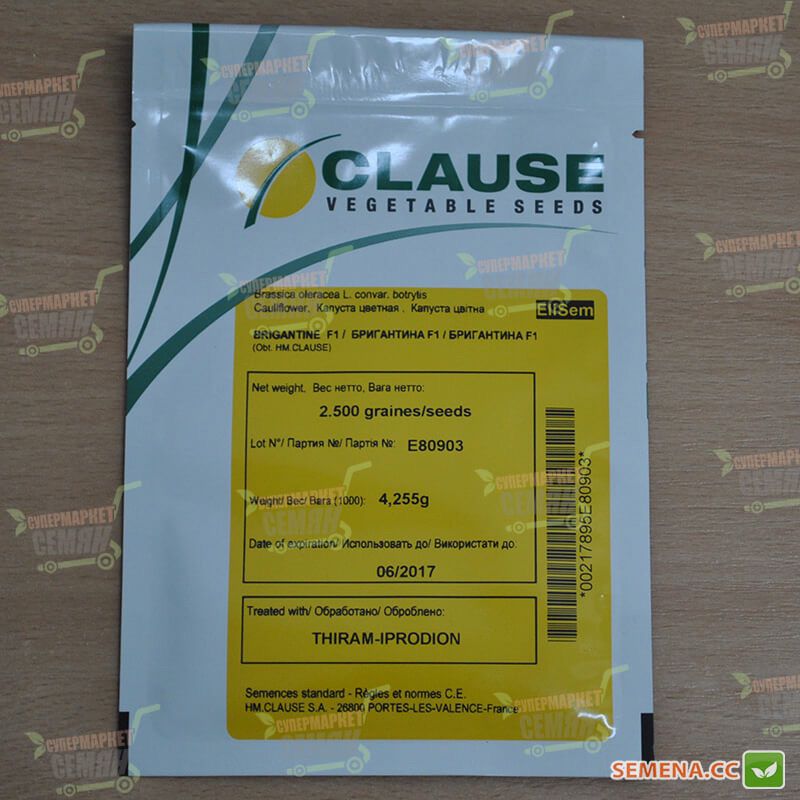 CLAUSE
VEGETABLE SEEDS
Brassica oleracea L. convar. botrytis
Cauliflower, Капуста цветная , Капуста цвітна
EliSem
BRIGANTINE F1 / БРИГАНТИНА F1 / БРИГАНТИНА F1
(Obt. HM.CLAUSE)
Net weight, Вес нетто, Вага нетто:
2.500 graines/seeds
Lot N°/ Партия №/ Партія №: E80903
Weight/ Вес/ Вага (1000): 4,255g
Date of expiration/ Использовать до/ Використати до:
06/2017
Treated with/ Обработано/ Оброблено:
THIRAM-IPRODION
*00217895E80903*
Semences standard - Règles et normes C.E.
HM.CLAUSE S.A. - 26800 PORTES-LES-VALENCE-France
СУПЕРМАРКЕТ
СЕМЯН
SEMENA.CC